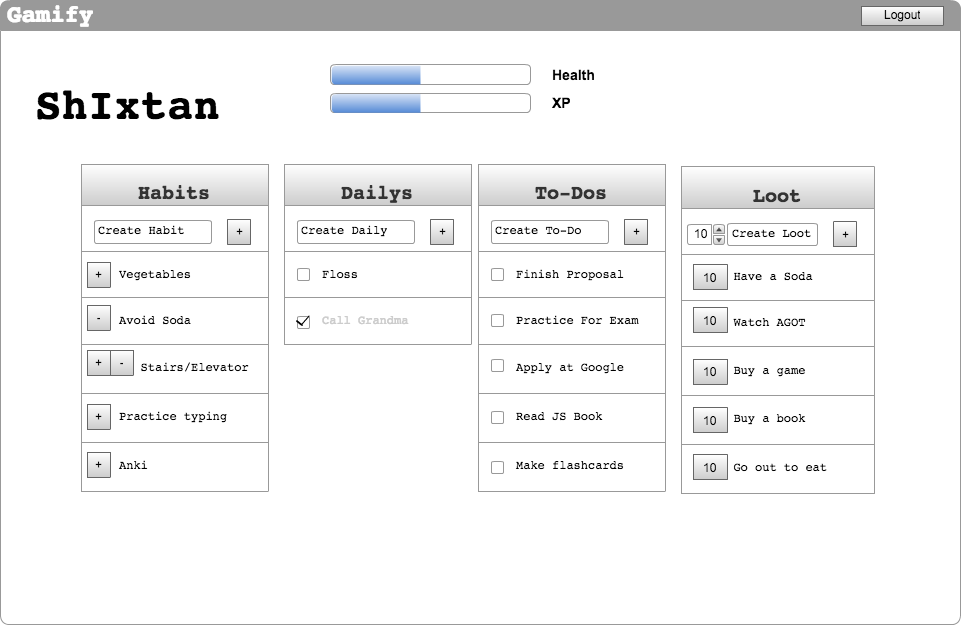 Gamify
Logout
Health
XP
ShIxtan
Habits
Create Habit +
+ Vegetables
- Avoid Soda
+ - Stairs/Elevator
+ Practice typing
+ Anki
Dailys
Create Daily +
Floss
Call Grandma
To-Dos
Create To-Do +
Finish Proposal
Practice For Exam
Apply at Google
Read JS Book
Make flashcards
Loot
10 Create Loot +
10 Have a Soda
10 Watch AGOT
10 Buy a game
10 Buy a book
10 Go out to eat